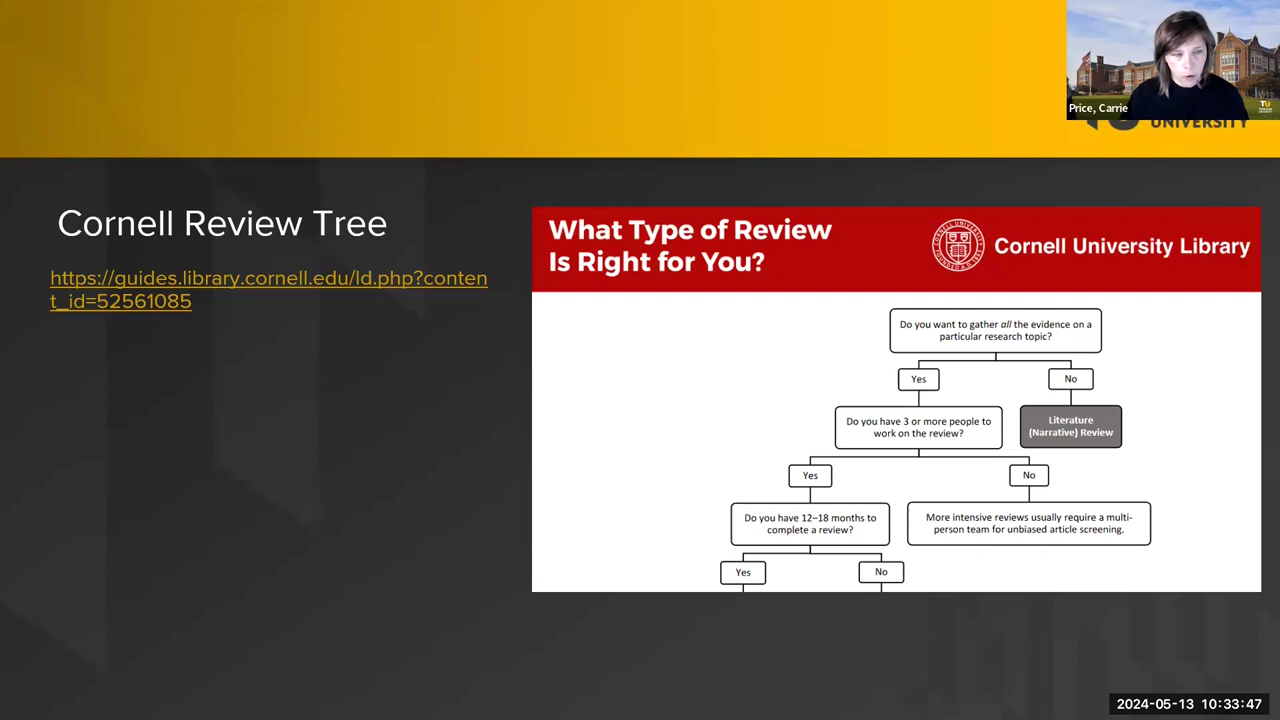 Price, Carrie
TU
UNIVERSITY
Cornell Review Tree
https://guides.library.cornell.edu/ld.php?conten
t_id=52561085
What Type of Review
Is Right for You?
Cornell University Library
Do you want to gather all the evidence on a
particular research topic?
Yes
No
Do you have 3 or more people to
work on the review?
Literature
(Narrative) Review
Yes
No
Do you have 12–18 months to
complete a review?
More intensive reviews usually require a multi-
person team for unbiased article screening.
Yes
No
2024-05-13 10:33:47